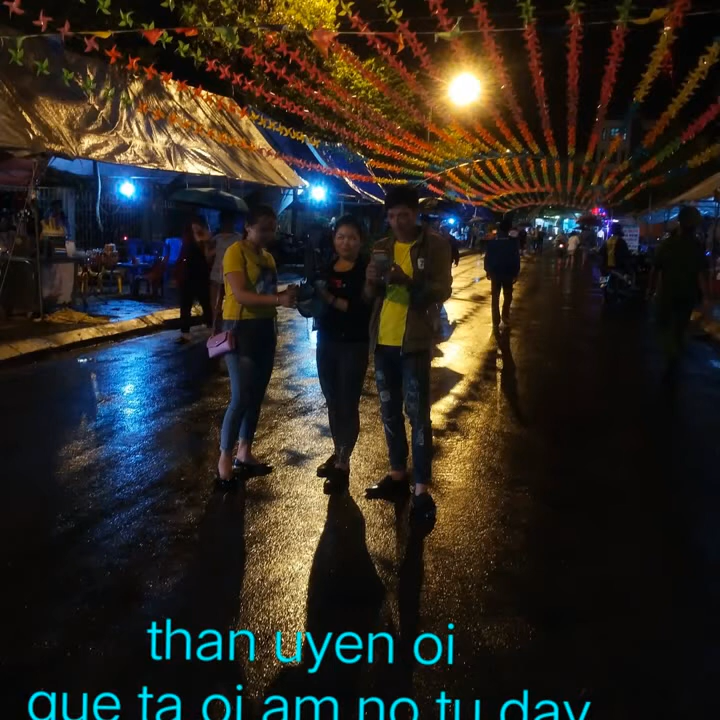 than uyen oi
que ta oi am no tu day